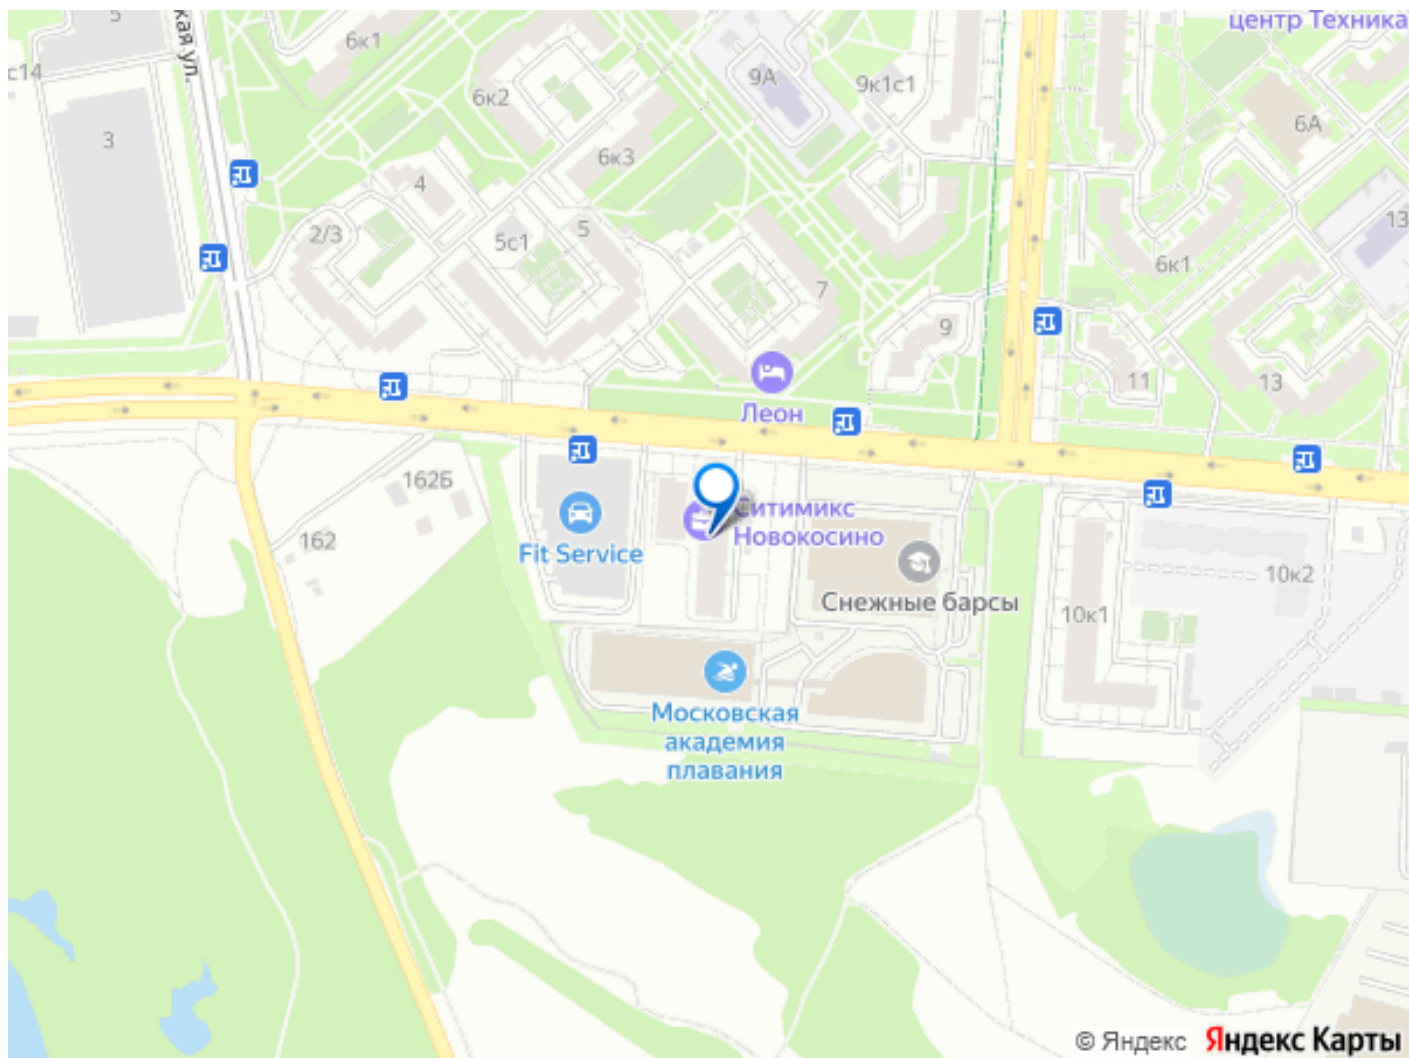 5
кая ул.
с14
3
6к1
6к2
6к3
4
2/3
5с1
5
9А
9к1с1
7
9
центр Техника
6А
13
6к1
11
13
Леон
162Б
162
Fit Service
Ситимикс
Новокосино
Снежные барсы
10к1
10к2
Московская
академия
плавания
© Яндекс Яндекс Карты